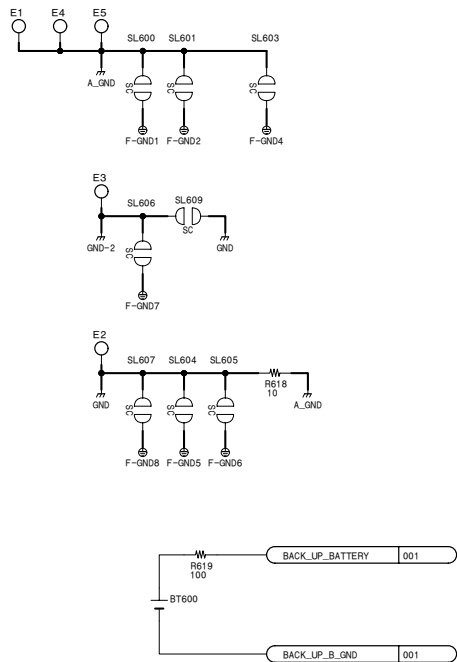 E1 E4 E5
SL600 SL601 SL603
A_GND
SC SC SC
F-GND1 F-GND2 F-GND4
E3
SL606 SL609
SC
GND-2 SC GND
F-GND7
E2
SL607 SL604 SL605
R618
10
GND SC SC SC A_GND
F-GND8 F-GND5 F-GND6
BACK_UP_BATTERY 001
R619
100
BT600
BACK_UP_B_GND 001